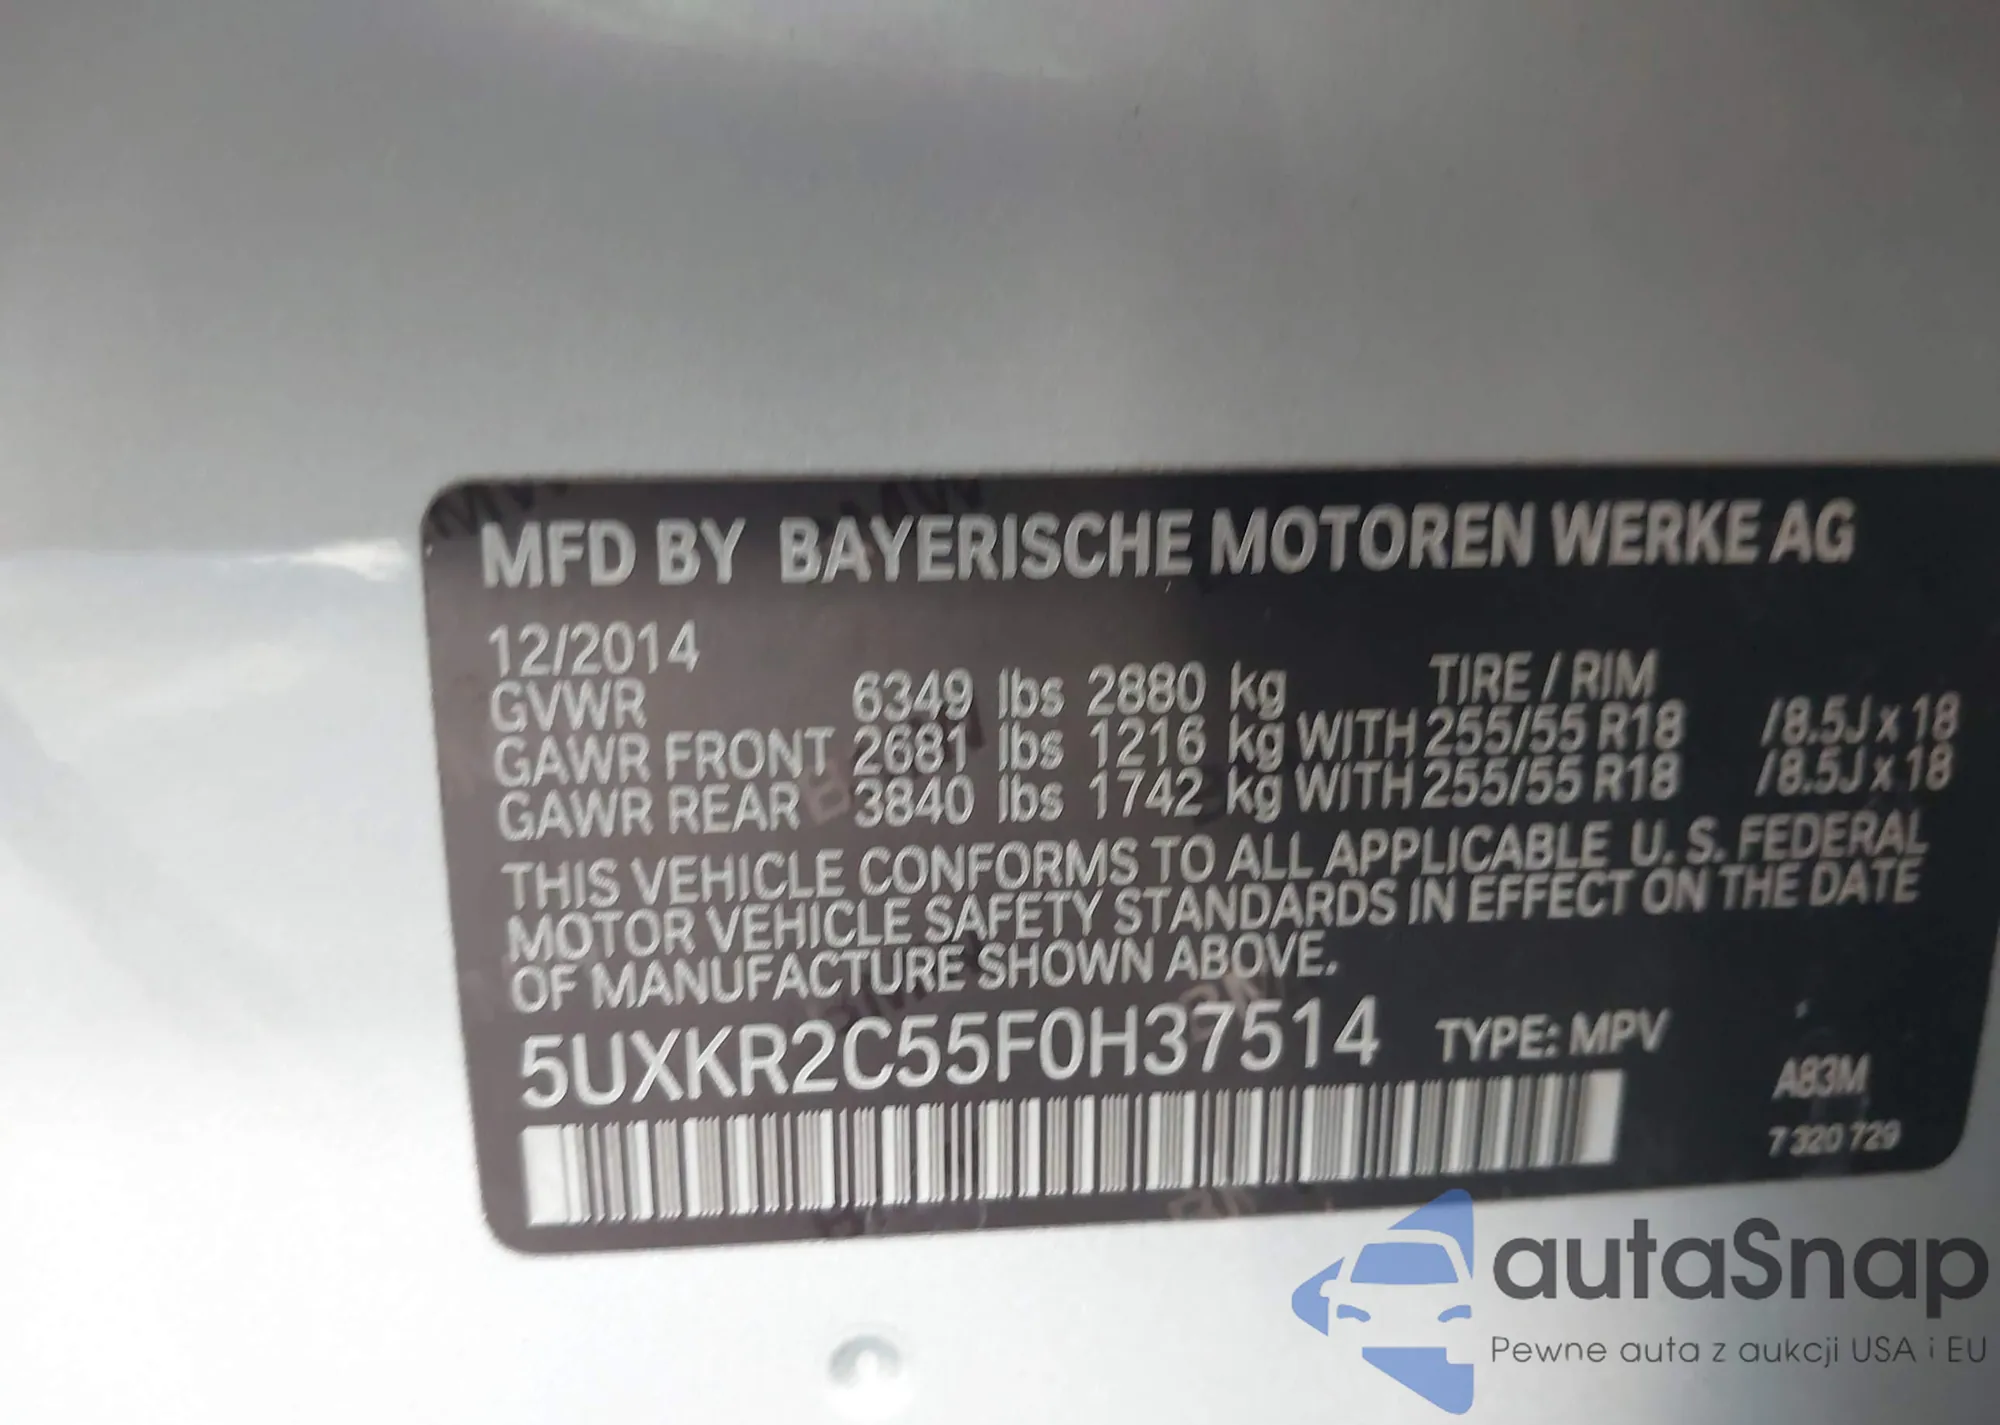 MFD BY BAYERISCHE MOTOREN WERKE AG
12/2014
GVWR 6349 lbs 2880 kg TIRE / RIM
GAWR FRONT 2681 lbs 1216 kg WITH 255/55 R18 /8.5J x 18
GAWR REAR 3840 lbs 1742 kg WITH 255/55 R18 /8.5J x 18
THIS VEHICLE CONFORMS TO ALL APPLICABLE U. S. FEDERAL
MOTOR VEHICLE SAFETY STANDARDS IN EFFECT ON THE DATE
OF MANUFACTURE SHOWN ABOVE.
5UXKR2C55F0H37514 TYPE: MPV
A83M
7 320 729
autaSnap
Pewne auta z aukcji USA i EU